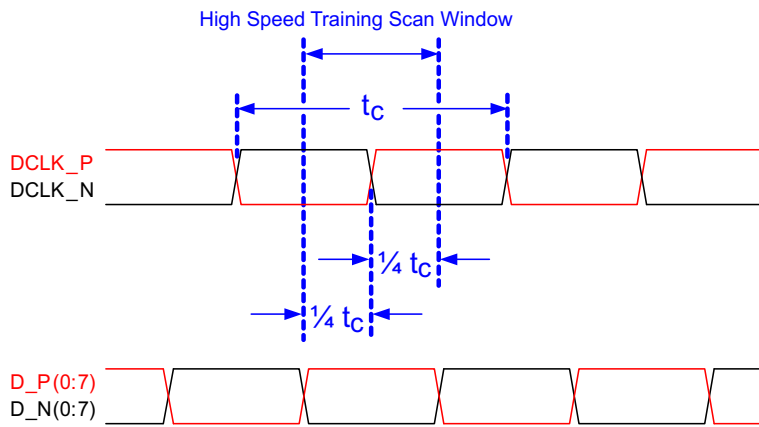 High Speed Training Scan Window
tC
DCLK_P
DCLK_N
¼ tC
¼ tC
D_P(0:7)
D_N(0:7)